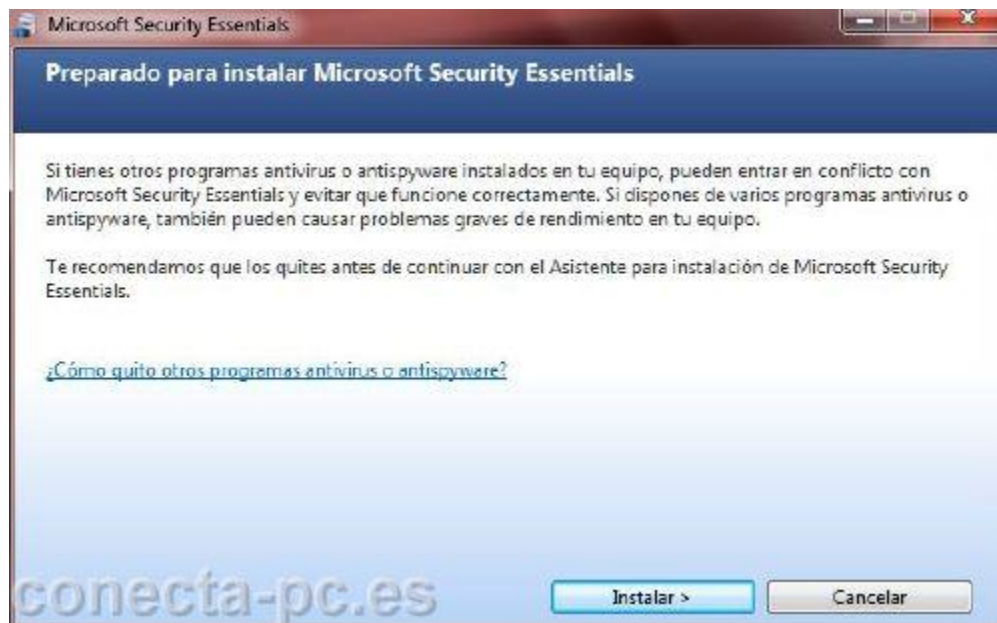 Microsoft Security Essentials
Preparado para instalar Microsoft Security Essentials
Si tienes otros programas antivirus o antispyware instalados en tu equipo, pueden entrar en conflicto con
Microsoft Security Essentials y evitar que funcione correctamente. Si dispones de varios programas antivirus o
antispyware, también pueden causar problemas graves de rendimiento en tu equipo.
Te recomendamos que los quites antes de continuar con el Asistente para instalación de Microsoft Security
Essentials.
¿Cómo quito otros programas antivirus o antispyware?
conecta-pc.es
Instalar >
Cancelar